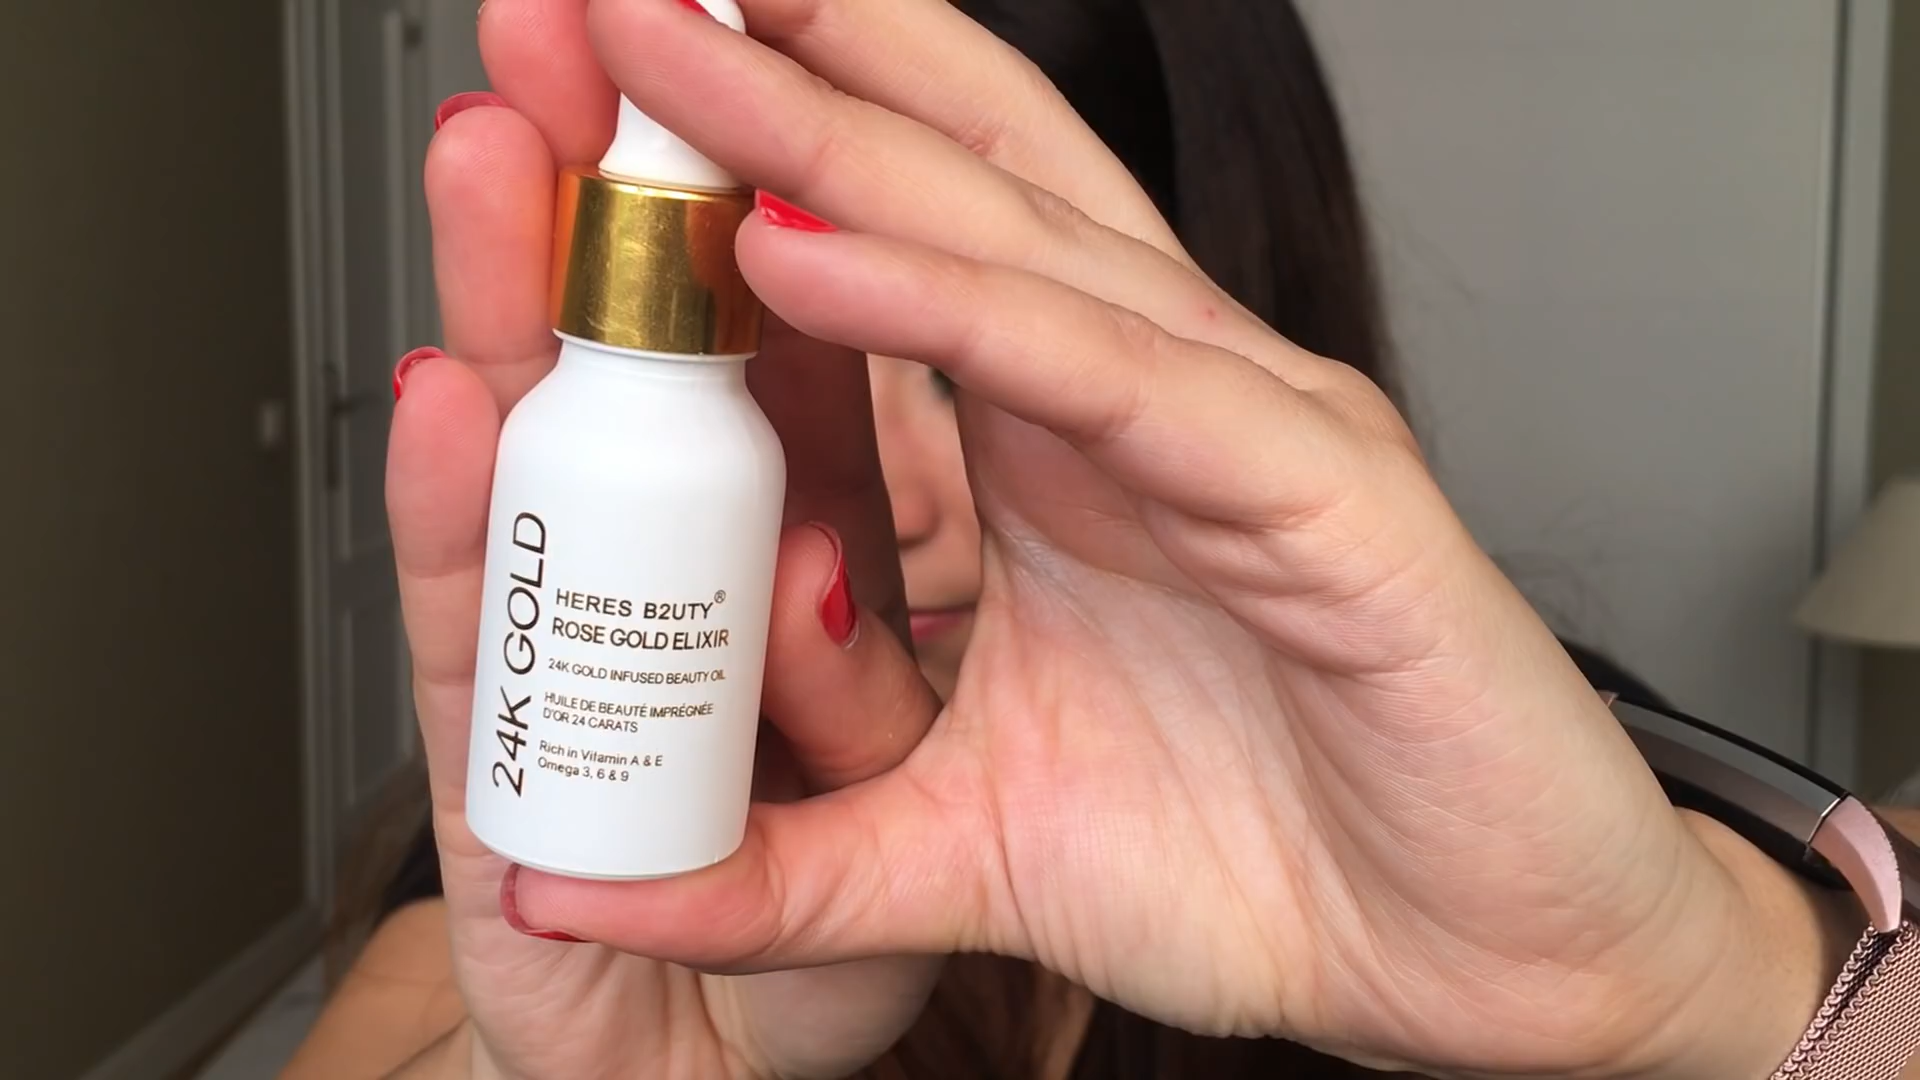 24K GOLD
HERES B2UTY®
ROSE GOLD ELIXIR
24K GOLD INFUSED BEAUTY OIL
HUILE DE BEAUTÉ IMPRÉGNÉE
D'OR 24 CARATS
Rich in Vitamin A & E
Omega 3, 6 & 9